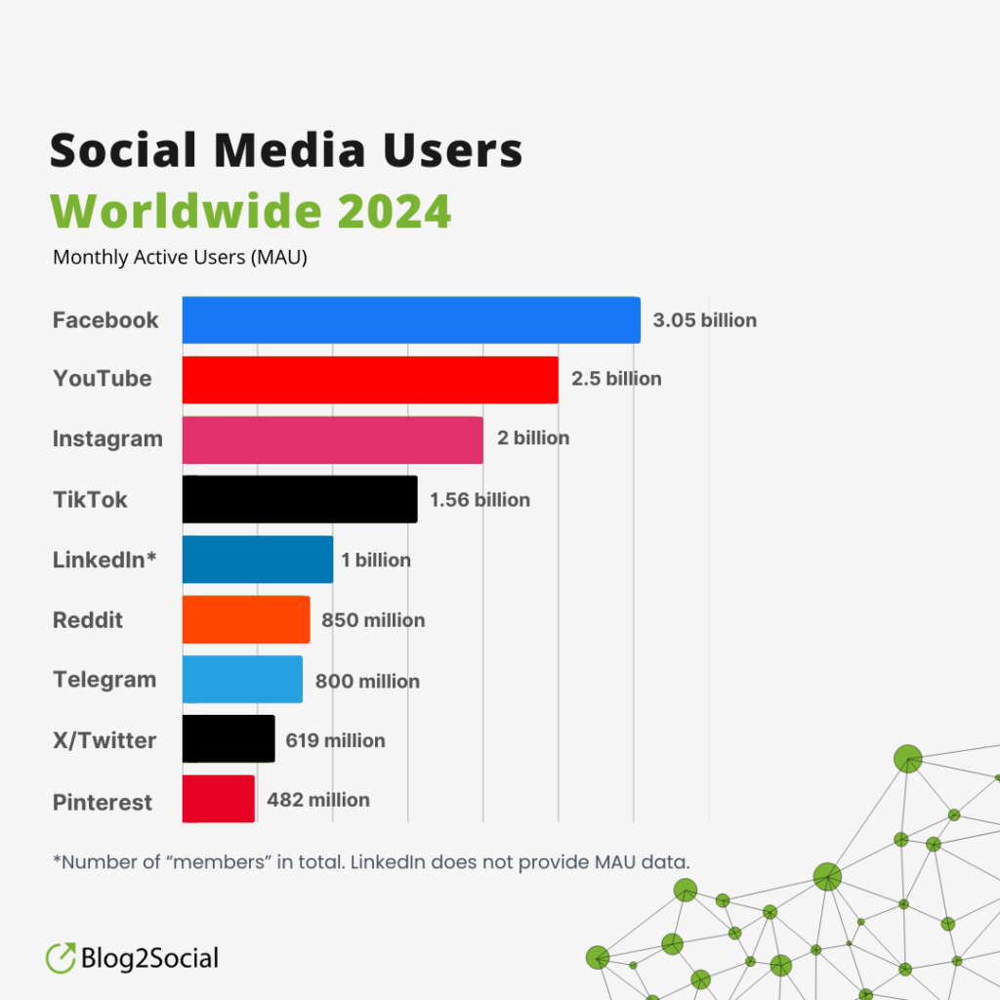 Social Media Users
Worldwide 2024
Monthly Active Users (MAU)
Facebook 3.05 billion
YouTube 2.5 billion
Instagram 2 billion
TikTok 1.56 billion
LinkedIn* 1 billion
Reddit 850 million
Telegram 800 million
X/Twitter 619 million
Pinterest 482 million
*Number of “members” in total. LinkedIn does not provide MAU data.
Blog2Social